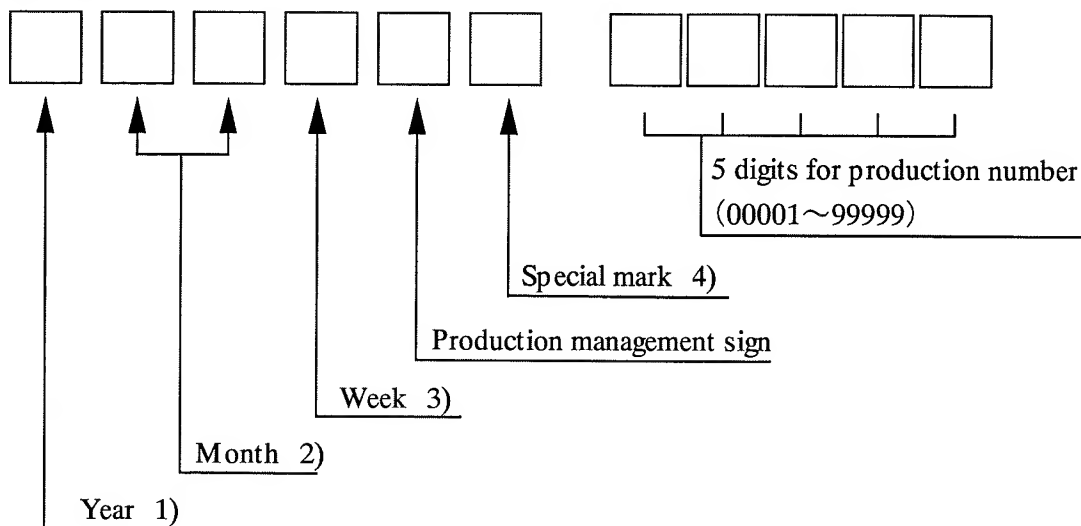 5 digits for production number
(00001～99999)
Special mark 4)
Production management sign
Week 3)
Month 2)
Year 1)